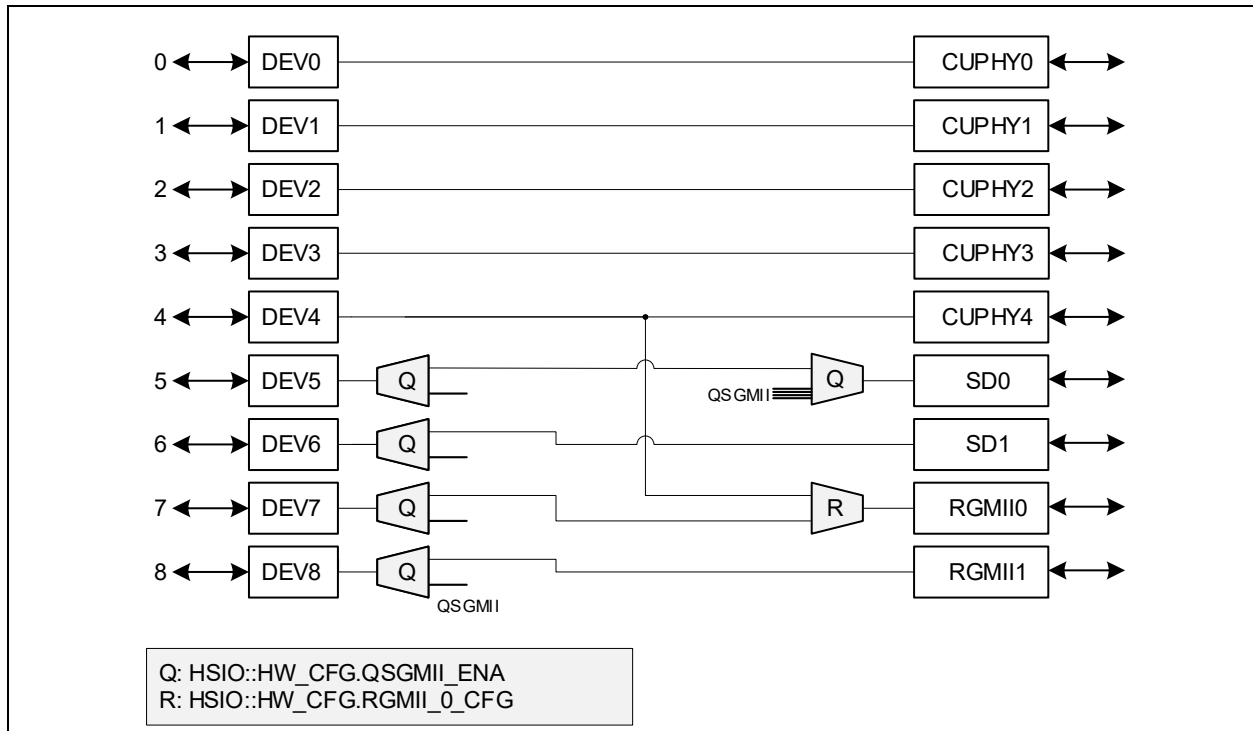 0 DEV0 CUPHY0
1 DEV1 CUPHY1
2 DEV2 CUPHY2
3 DEV3 CUPHY3
4 DEV4 CUPHY4
5 DEV5 Q QSGMII Q SD0
6 DEV6 Q SD1
7 DEV7 Q R RGMII0
8 DEV8 Q RGMII1
QSGMII
Q: HSIO::HW_CFG.QSGMII_ENA
R: HSIO::HW_CFG.RGMII_0_CFG